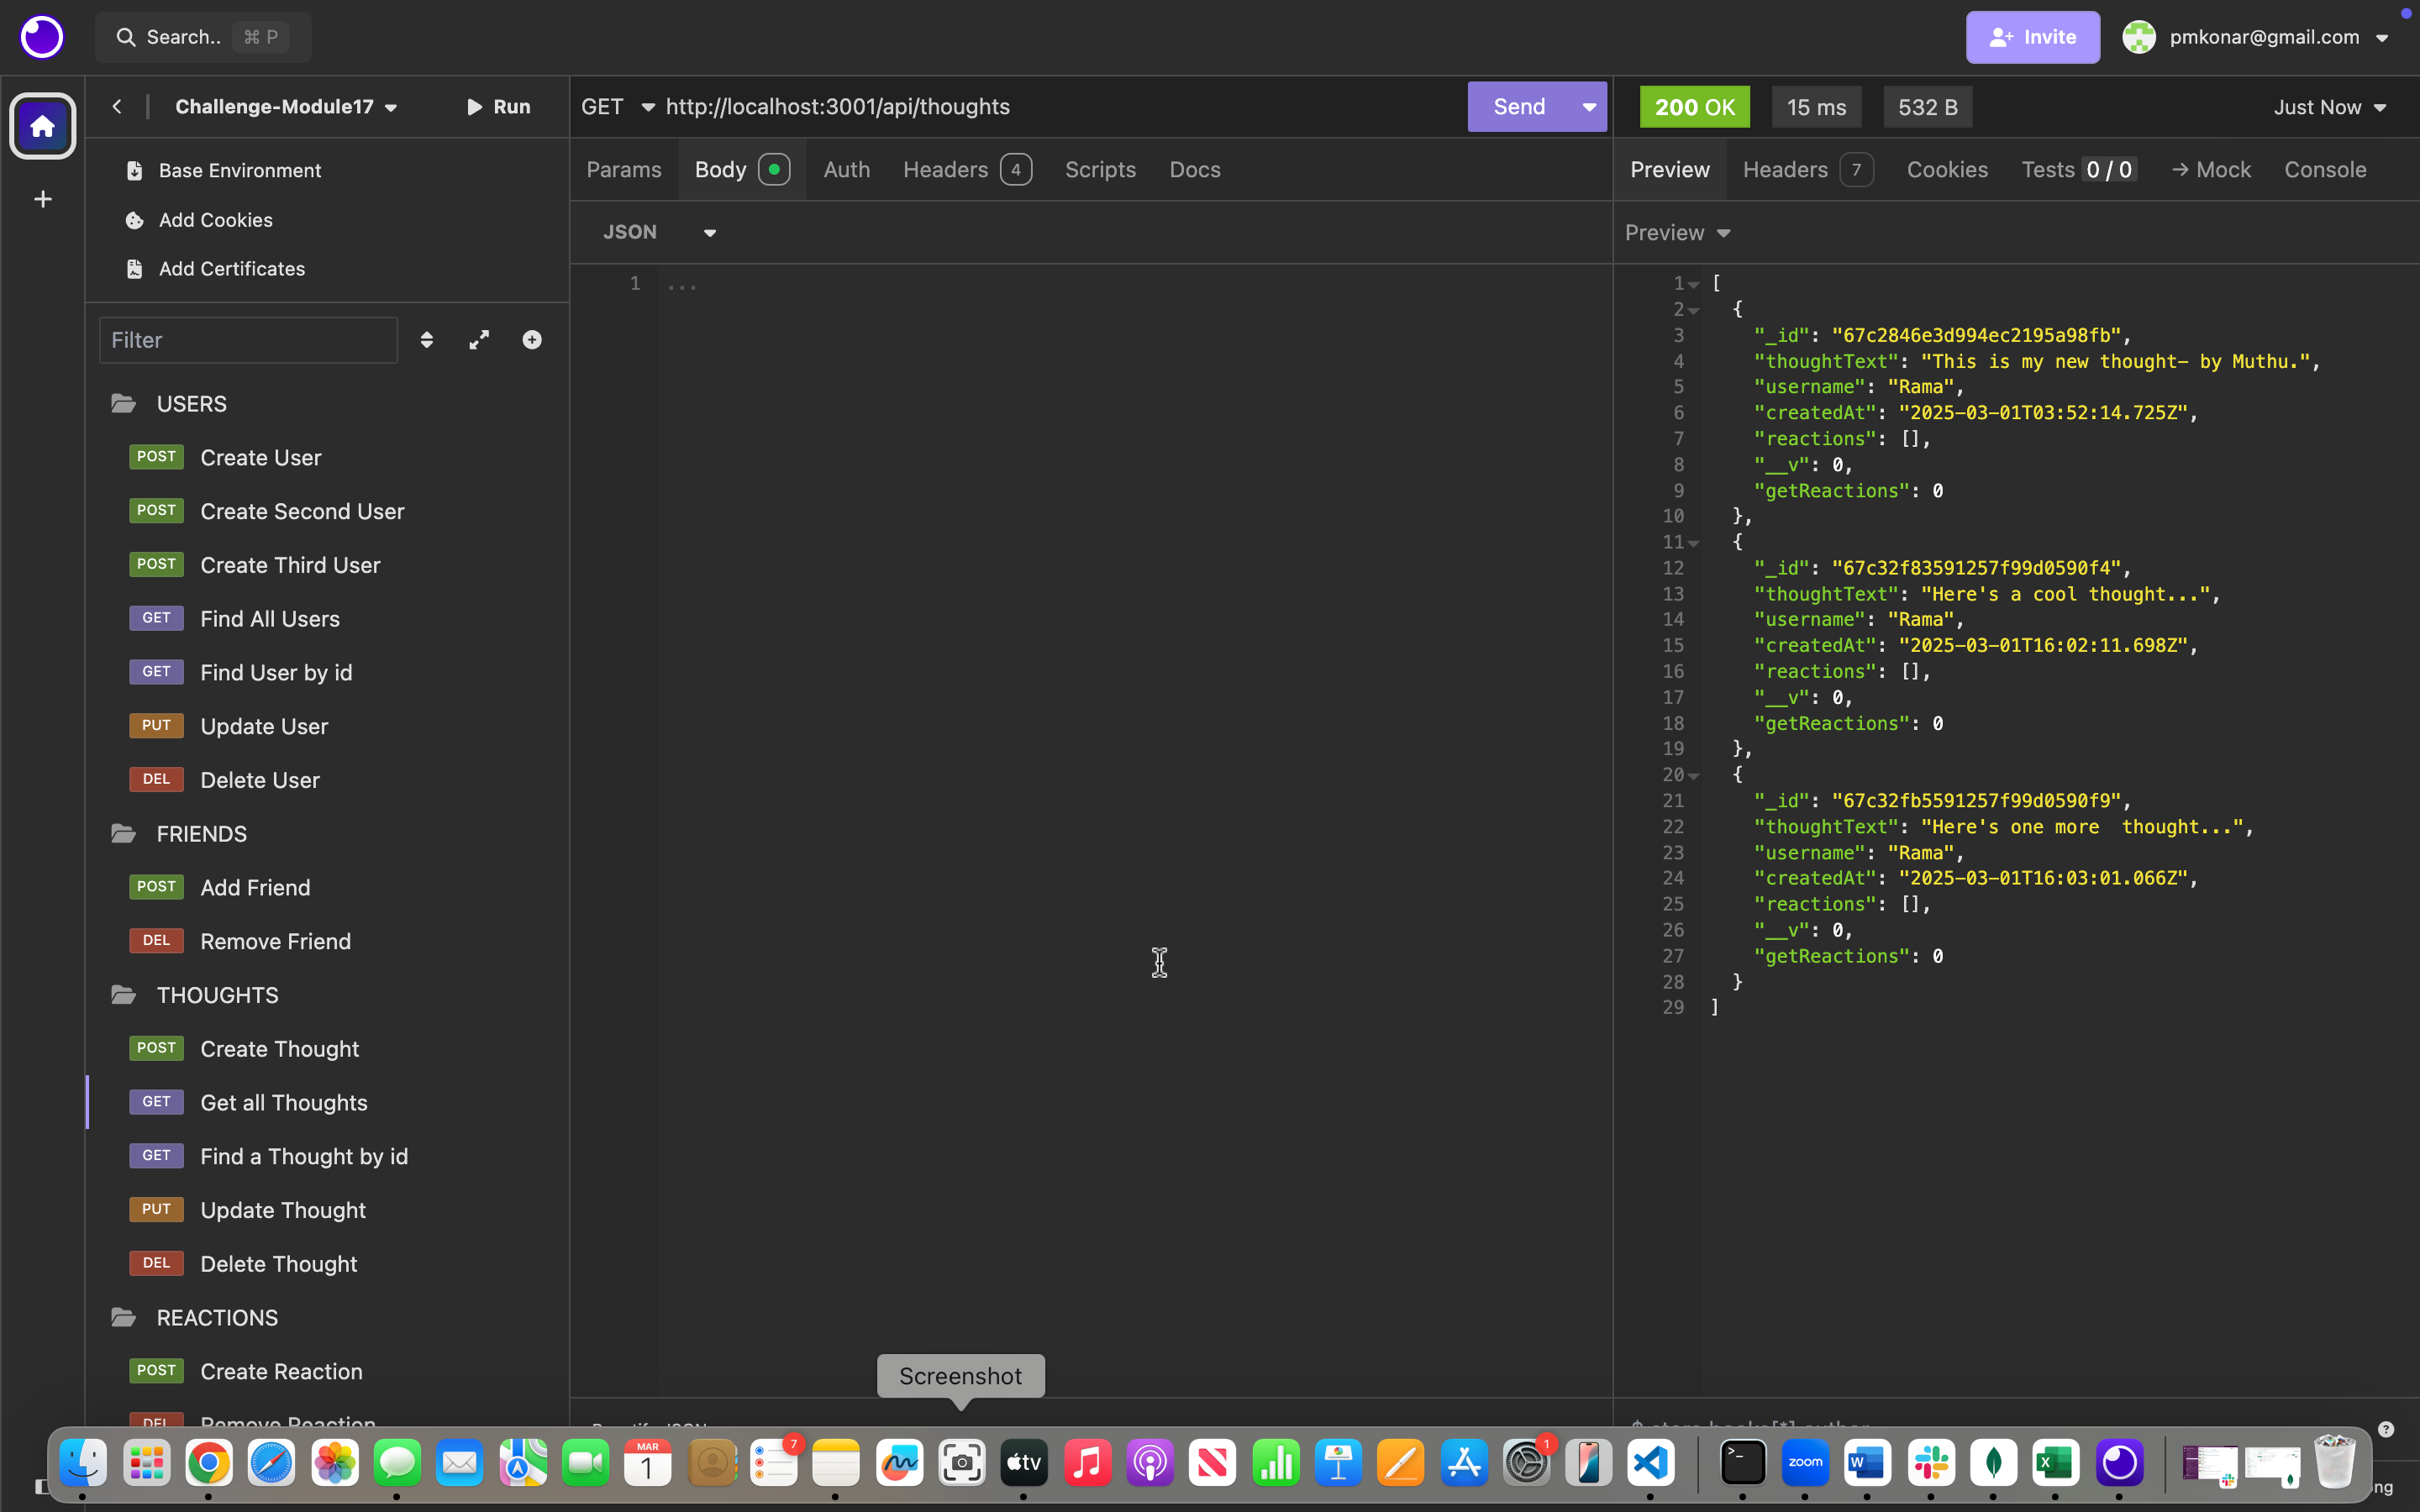 Search.. ⌘ P
Invite
pmkonar@gmail.com
Challenge-Module17
Run
GET http://localhost:3001/api/thoughts
Send
200 OK
15 ms
532 B
Just Now
Base Environment
Add Cookies
Add Certificates
Params
Body
Auth
Headers 4
Scripts
Docs
Preview
Headers 7
Cookies
Tests 0 / 0
→ Mock
Console
JSON
Preview
Filter
USERS
POST Create User
POST Create Second User
POST Create Third User
GET Find All Users
GET Find User by id
PUT Update User
DEL Delete User
FRIENDS
POST Add Friend
DEL Remove Friend
THOUGHTS
POST Create Thought
GET Get all Thoughts
GET Find a Thought by id
PUT Update Thought
DEL Delete Thought
REACTIONS
POST Create Reaction
DEL Remove Reaction
1 ...
1 [
2 {
3 "_id": "67c2846e3d994ec2195a98fb",
4 "thoughtText": "This is my new thought- by Muthu.",
5 "username": "Rama",
6 "createdAt": "2025-03-01T03:52:14.725Z",
7 "reactions": [],
8 "__v": 0,
9 "getReactions": 0
10 },
11 {
12 "_id": "67c32f83591257f99d0590f4",
13 "thoughtText": "Here's a cool thought...",
14 "username": "Rama",
15 "createdAt": "2025-03-01T16:02:11.698Z",
16 "reactions": [],
17 "__v": 0,
18 "getReactions": 0
19 },
20 {
21 "_id": "67c32fb5591257f99d0590f9",
22 "thoughtText": "Here's one more  thought...",
23 "username": "Rama",
24 "createdAt": "2025-03-01T16:03:01.066Z",
25 "reactions": [],
26 "__v": 0,
27 "getReactions": 0
28 }
29 ]
Screenshot
MAR
1
7
tv
1
zoom
W
X
ng